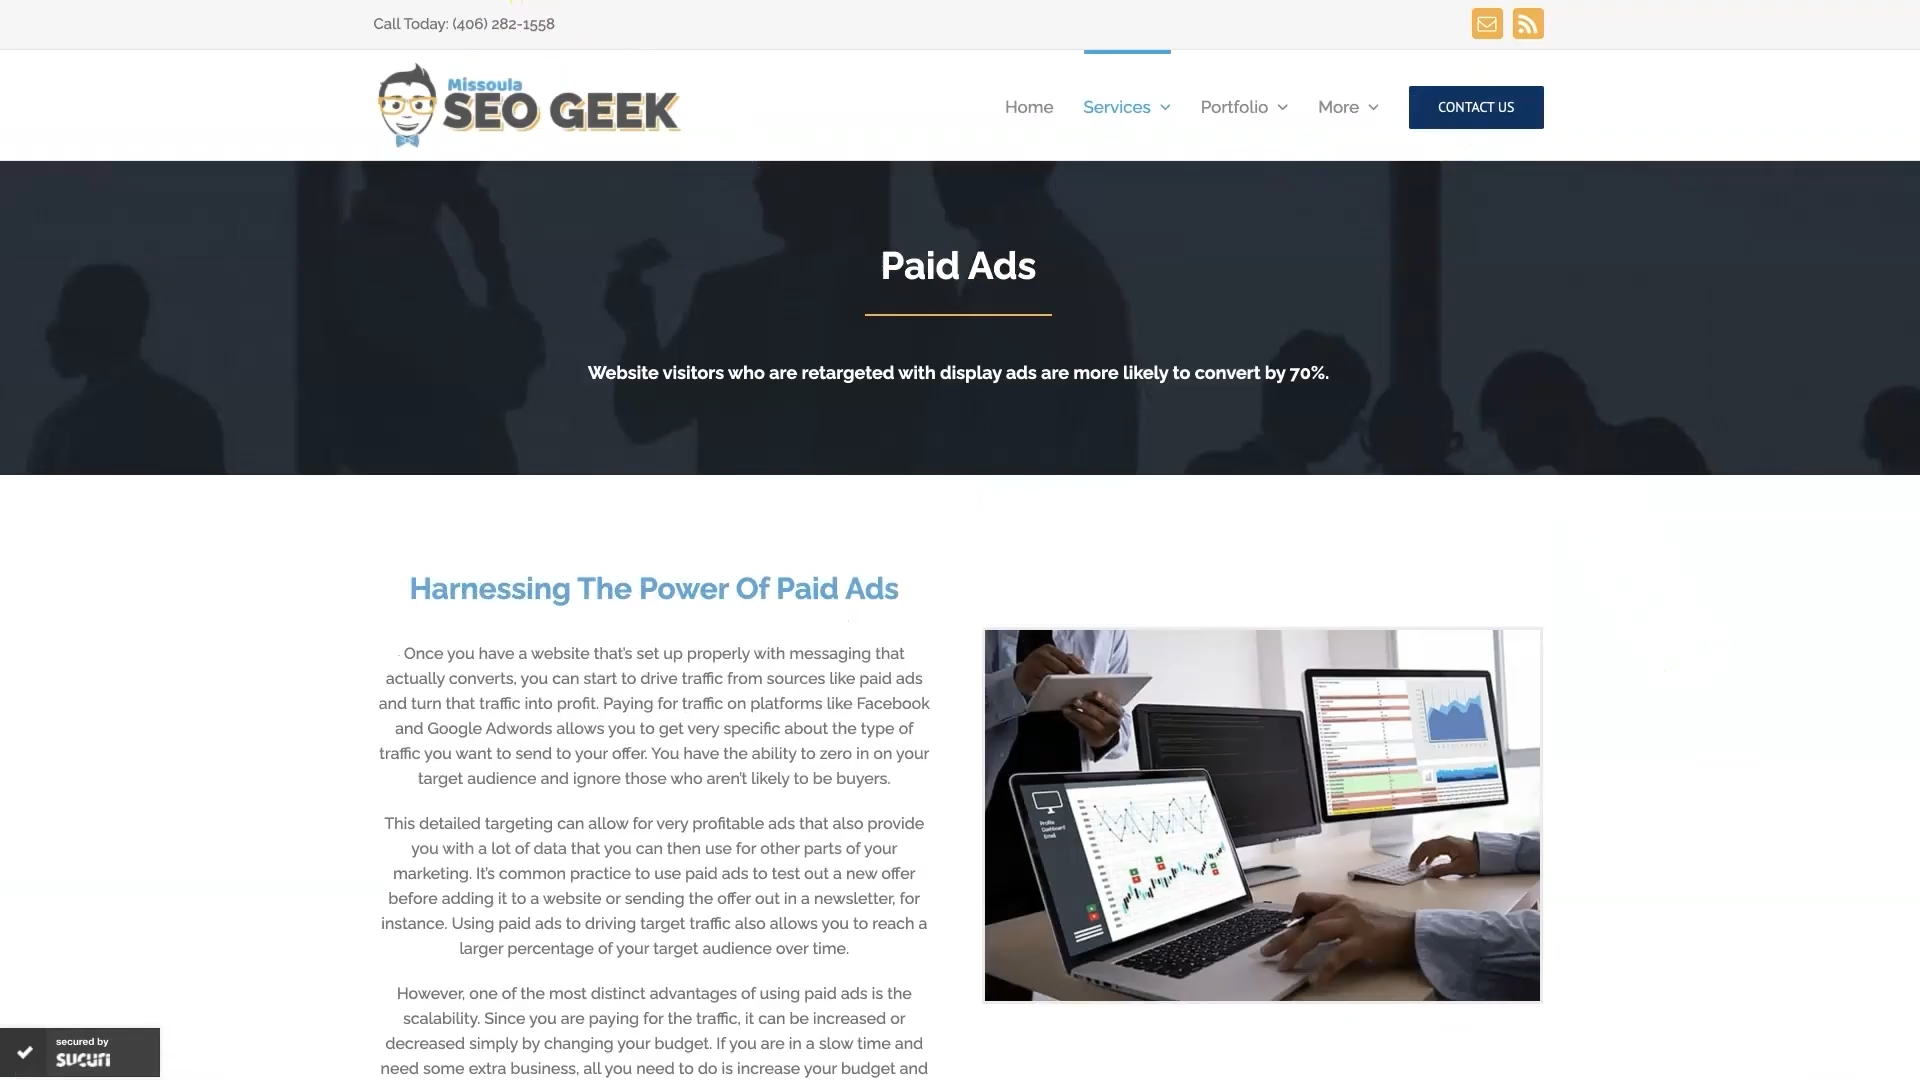 Call Today: (406) 282-1558
Missoula
SEO GEEK
Home
Services
Portfolio
More
CONTACT US
Paid Ads
Website visitors who are retargeted with display ads are more likely to convert by 70%.
Harnessing The Power Of Paid Ads
Once you have a website that's set up properly with messaging that
actually converts, you can start to drive traffic from sources like paid ads
and turn that traffic into profit. Paying for traffic on platforms like Facebook
and Google Adwords allows you to get very specific about the type of
traffic you want to send to your offer. You have the ability to zero in on your
target audience and ignore those who aren't likely to be buyers.
This detailed targeting can allow for very profitable ads that also provide
you with a lot of data that you can then use for other parts of your
marketing. It's common practice to use paid ads to test out a new offer
before adding it to a website or sending the offer out in a newsletter, for
instance. Using paid ads to driving target traffic also allows you to reach a
larger percentage of your target audience over time.
However, one of the most distinct advantages of using paid ads is the
scalability. Since you are paying for the traffic, it can be increased or
decreased simply by changing your budget. If you are in a slow time and
need some extra business, all you need to do is increase your budget and
Profile
Dashboard
Email
secured by
sucuri